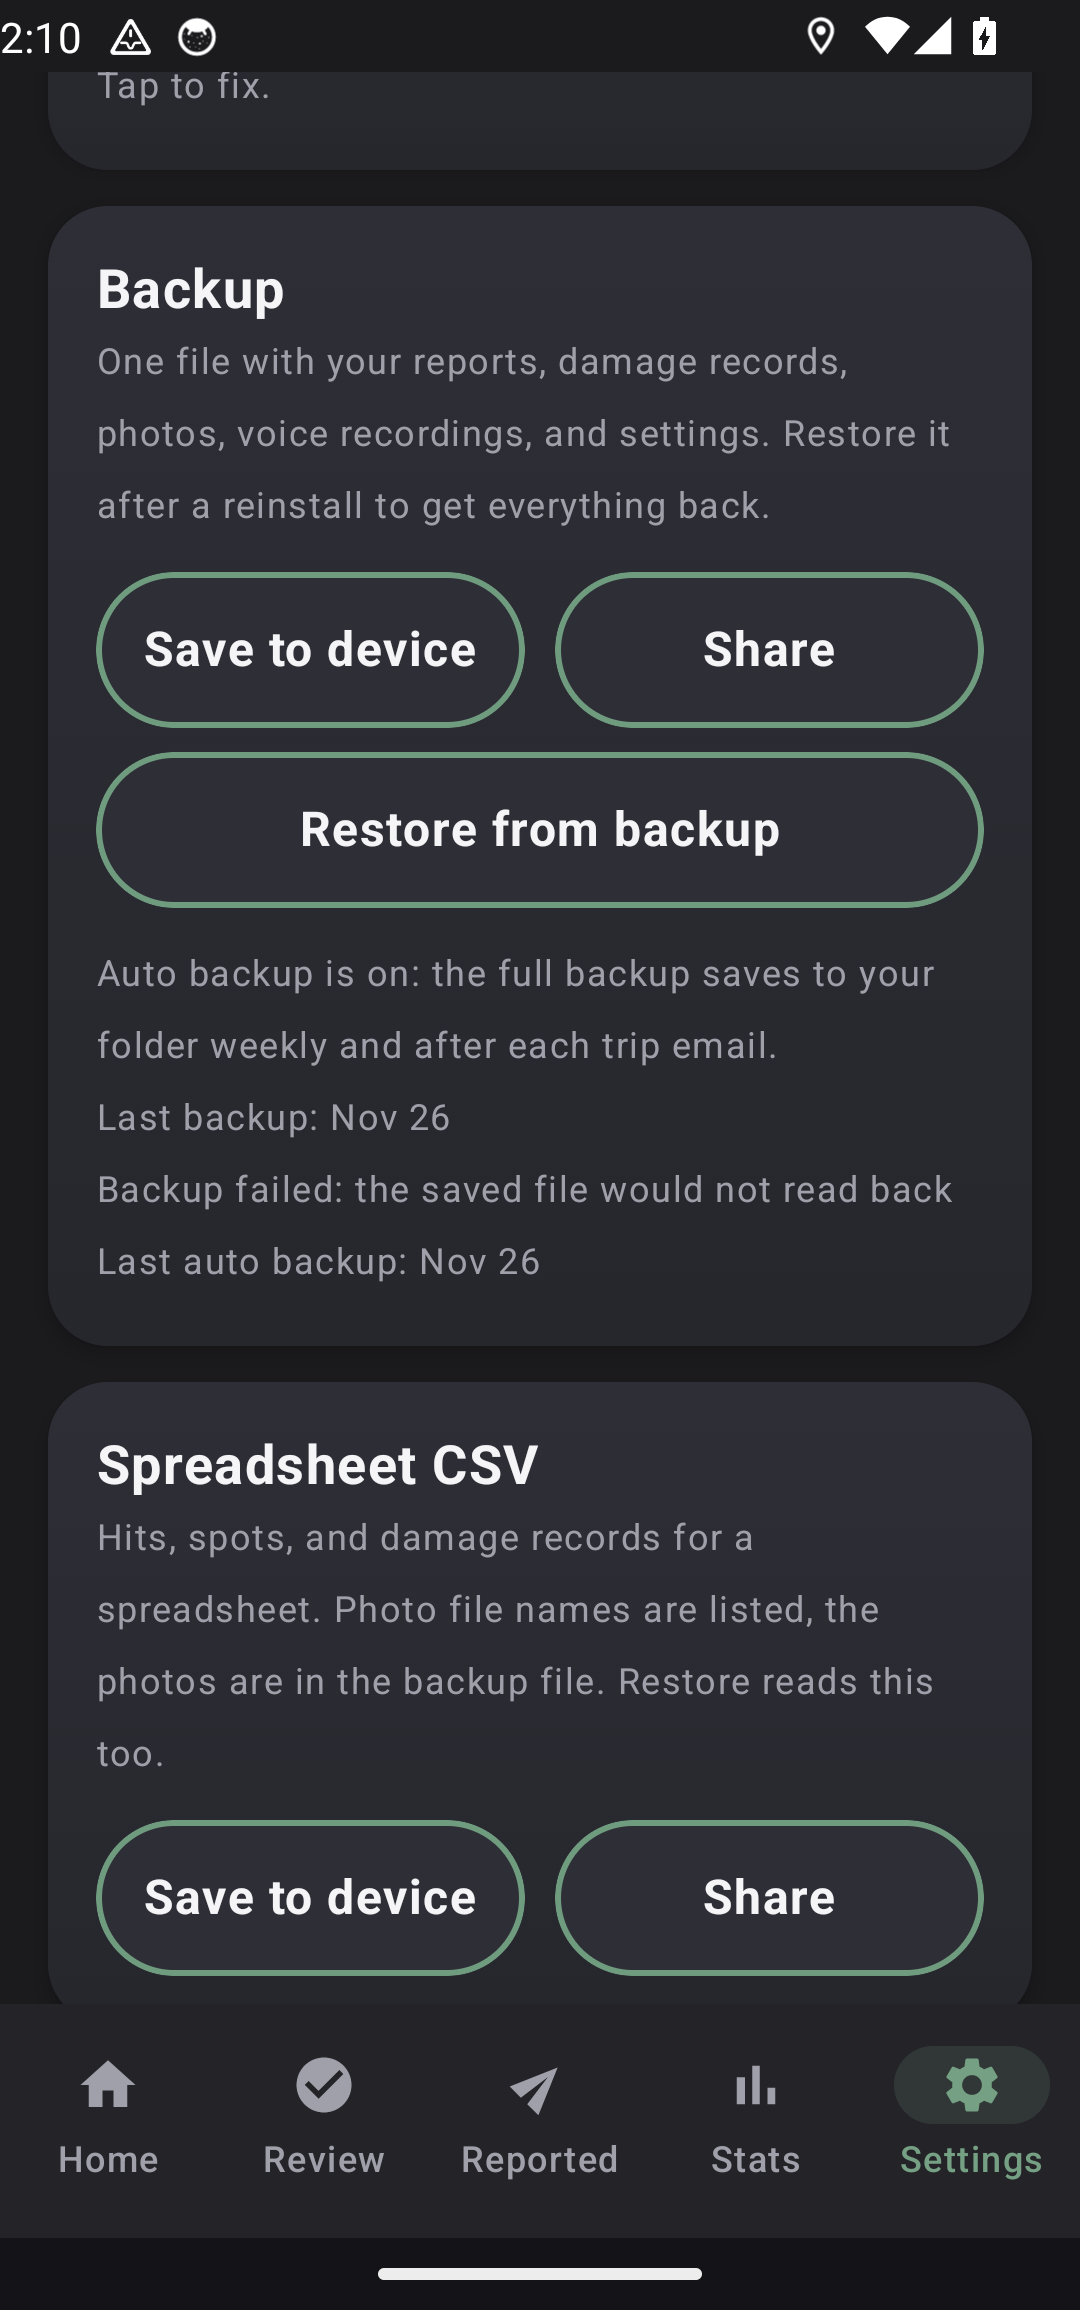 2:10
Tap to fix.
Backup
One file with your reports, damage records,
photos, voice recordings, and settings. Restore it
after a reinstall to get everything back.
Save to device
Share
Restore from backup
Auto backup is on: the full backup saves to your
folder weekly and after each trip email.
Last backup: Nov 26
Backup failed: the saved file would not read back
Last auto backup: Nov 26
Spreadsheet CSV
Hits, spots, and damage records for a
spreadsheet. Photo file names are listed, the
photos are in the backup file. Restore reads this
too.
Save to device
Share
Home
Review
Reported
Stats
Settings